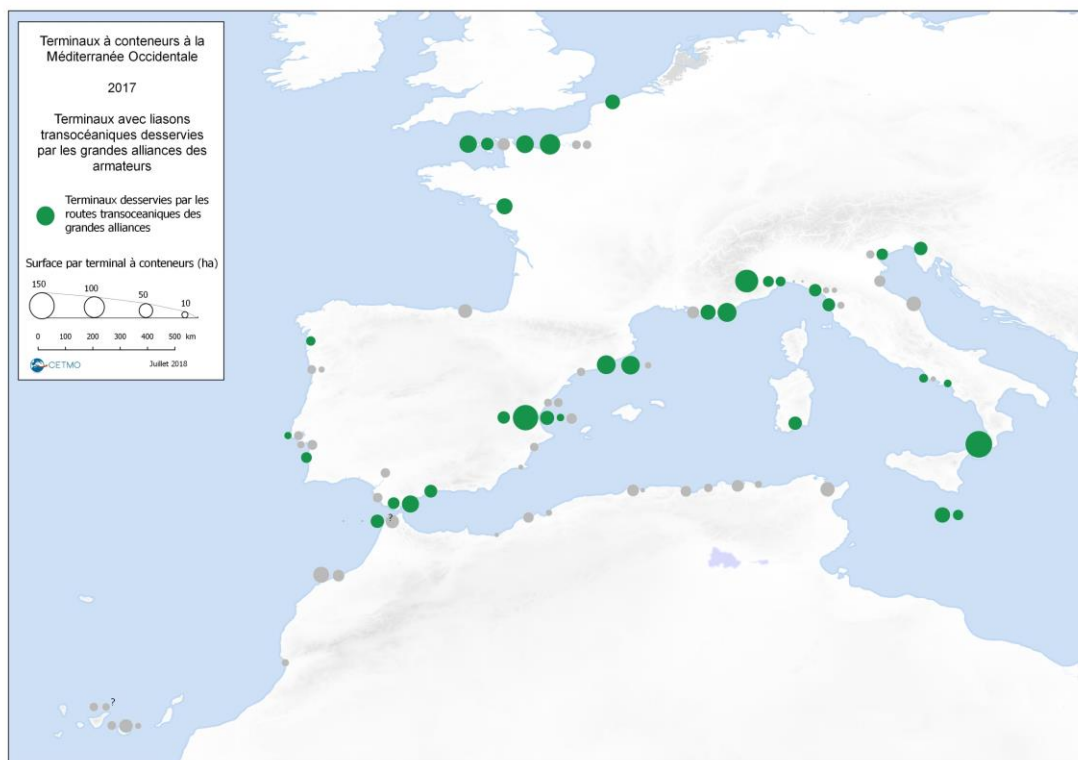 Terminaux à conteneurs à la
Méditerranée Occidentale
2017
Terminaux avec liasons
transocéaniques desservies
par les grandes alliances des
armateurs
Terminaux desservies par les
routes transoceaniques des
grandes alliances
Surface par terminal à conteneurs (ha)
150 100 50 10
0 100 200 300 400 500 km
CETMO Juillet 2018
?
?